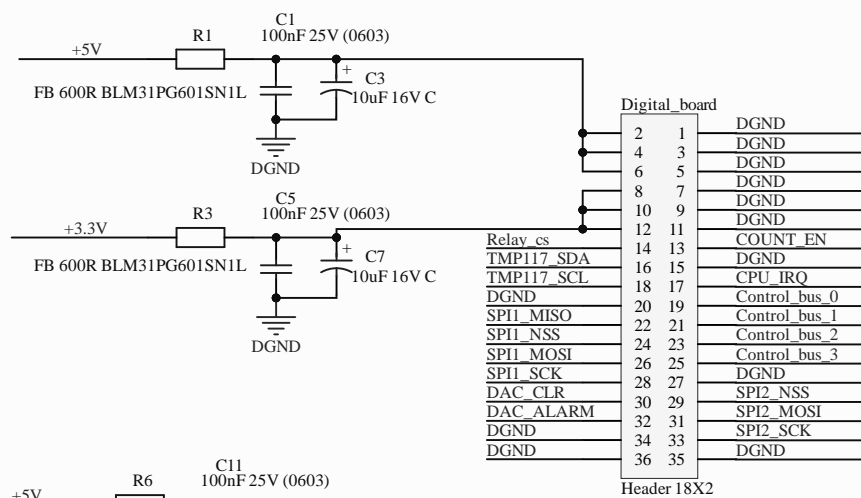 C1
R1 100nF 25V (0603)
+5V
+ C3
FB 600R BLM31PG601SN1L 10uF 16V C
DGND
C5
R3 100nF 25V (0603)
+3.3V
+ C7
FB 600R BLM31PG601SN1L 10uF 16V C
DGND
Digital_board
2 1 DGND
4 3 DGND
6 5 DGND
8 7 DGND
10 9 DGND
12 11 DGND
Relay_cs 14 13 COUNT_EN
TMP117_SDA 16 15 DGND
TMP117_SCL 18 17 CPU_IRQ
DGND 20 19 Control_bus_0
SPI1_MISO 22 21 Control_bus_1
SPI1_NSS 24 23 Control_bus_2
SPI1_MOSI 26 25 Control_bus_3
SPI1_SCK 28 27 DGND
DAC_CLR 30 29 SPI2_NSS
DAC_ALARM 32 31 SPI2_MOSI
DGND 34 33 SPI2_SCK
DGND 36 35 DGND
Header 18X2
C11
R6 100nF 25V (0603)
+5V